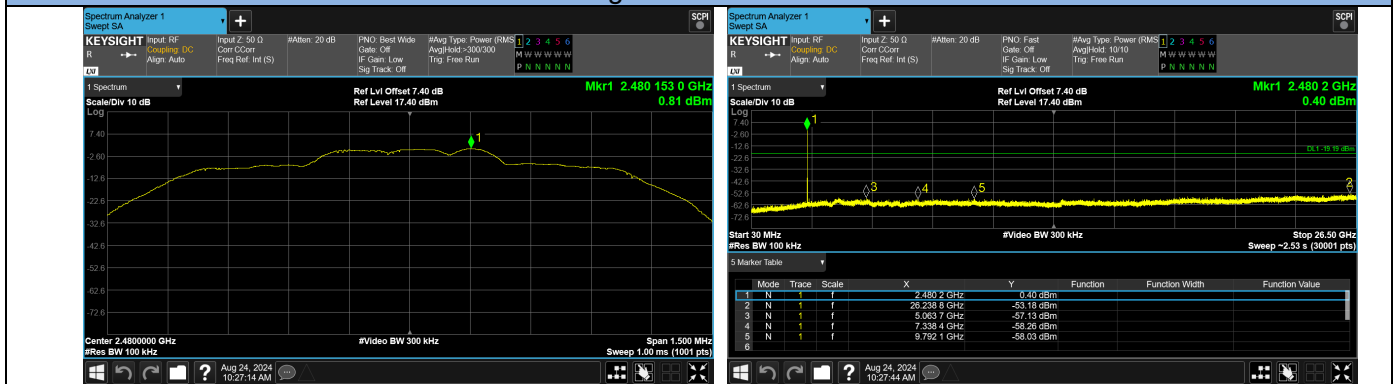 Spectrum Analyzer 1
Swept SA
+
SCPI
KEYSIGHT
R
LXI
Input: RF
Coupling: DC
Align: Auto
Input Z: 50 Ω
Corr CCorr
Freq Ref: Int (S)
#Atten: 20 dB
PNO: Best Wide
Gate: Off
IF Gain: Low
Sig Track: Off
#Avg Type: Power (RMS
Avg|Hold:>300/300
Trig: Free Run
1 2 3 4 5 6
M W W W W W
P N N N N N
1 Spectrum
Scale/Div 10 dB
Log
Ref Lvl Offset 7.40 dB
Ref Level 17.40 dBm
Mkr1 2.480 153 0 GHz
0.81 dBm
1
7.40
-2.60
-12.6
-22.6
-32.6
-42.6
-52.6
-62.6
-72.6
Center 2.4800000 GHz
#Res BW 100 kHz
#Video BW 300 kHz
Span 1.500 MHz
Sweep 1.00 ms (1001 pts)
?
Aug 24, 2024
10:27:14 AM
Spectrum Analyzer 1
Swept SA
+
SCPI
KEYSIGHT
R
LXI
Input: RF
Coupling: DC
Align: Auto
Input Z: 50 Ω
Corr CCorr
Freq Ref: Int (S)
#Atten: 20 dB
PNO: Fast
Gate: Off
IF Gain: Low
Sig Track: Off
#Avg Type: Power (RMS
Avg|Hold: 10/10
Trig: Free Run
1 2 3 4 5 6
M W W W W W
P N N N N N
1 Spectrum
Scale/Div 10 dB
Log
Ref Lvl Offset 7.40 dB
Ref Level 17.40 dBm
Mkr1 2.480 2 GHz
0.40 dBm
1
7.40
-2.60
-12.6
DL1 -19.19 dBm
-22.6
-32.6
-42.6
3 4 5 2
-52.6
-62.6
-72.6
Start 30 MHz
#Res BW 100 kHz
#Video BW 300 kHz
Stop 26.50 GHz
Sweep ~2.53 s (30001 pts)
5 Marker Table
Mode Trace Scale X Y Function Function Width Function Value
1 N 1 f 2.480 2 GHz 0.40 dBm
2 N 1 f 26.238 8 GHz -53.18 dBm
3 N 1 f 5.063 7 GHz -57.13 dBm
4 N 1 f 7.338 4 GHz -58.26 dBm
5 N 1 f 9.792 1 GHz -58.03 dBm
6
?
Aug 24, 2024
10:27:44 AM